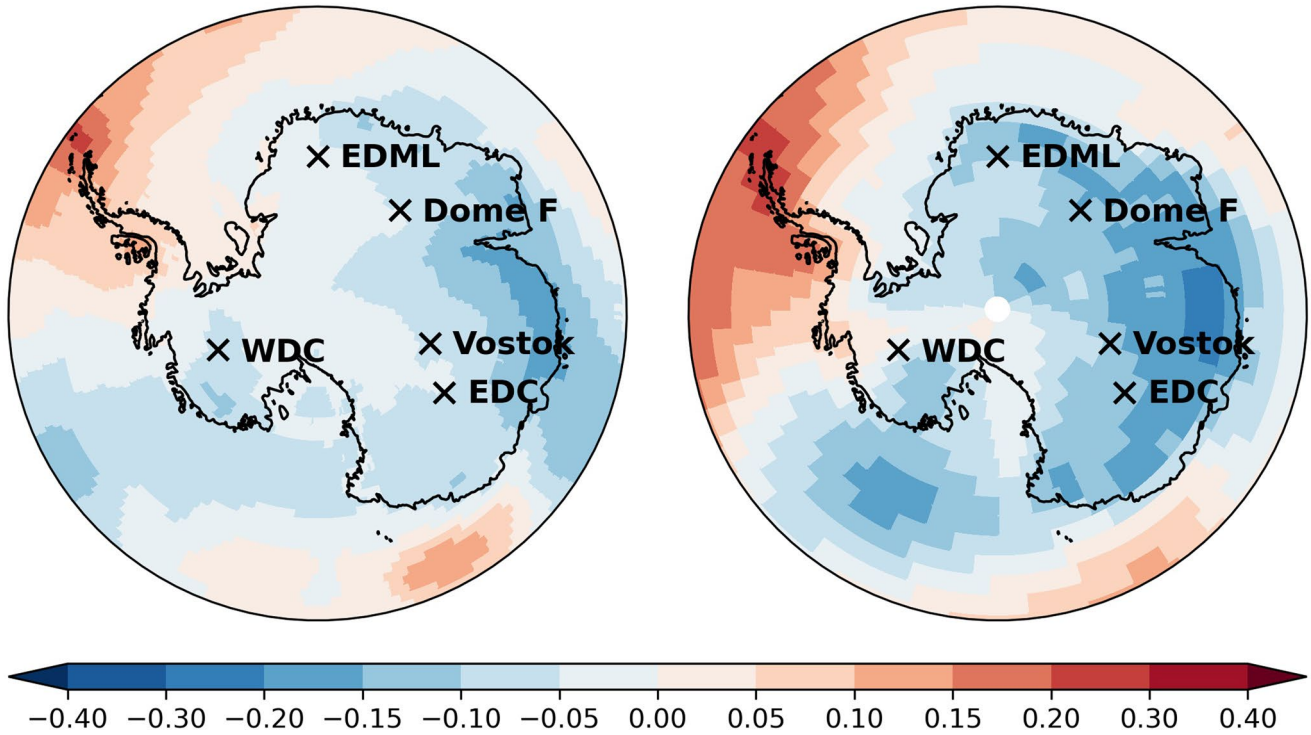 EDML EDML
Dome F Dome F
WDC Vostok WDC Vostok
EDC EDC
−0.40 −0.30 −0.20 −0.15 −0.10 −0.05 0.00 0.05 0.10 0.15 0.20 0.30 0.40